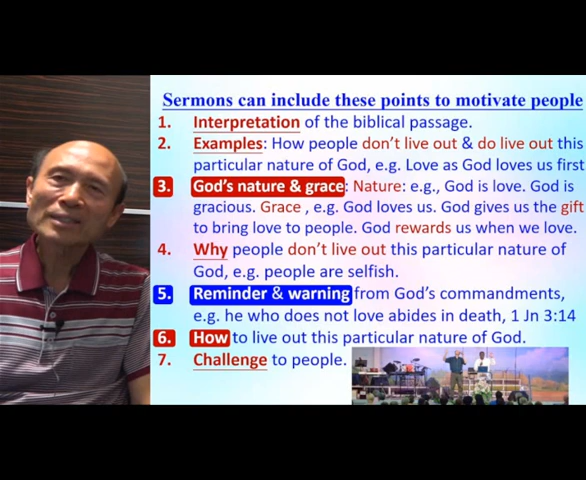 Sermons can include these points to motivate people
1. Interpretation of the biblical passage.
2. Examples: How people don't live out & do live out this
particular nature of God, e.g. Love as God loves us first
3. God's nature & grace: Nature: e.g., God is love. God is
gracious. Grace , e.g. God loves us. God gives us the gift
to bring love to people. God rewards us when we love.
4. Why people don't live out this particular nature of
God, e.g. people are selfish.
5. Reminder & warning from God's commandments,
e.g. he who does not love abides in death, 1 Jn 3:14
6. How to live out this particular nature of God.
7. Challenge to people.